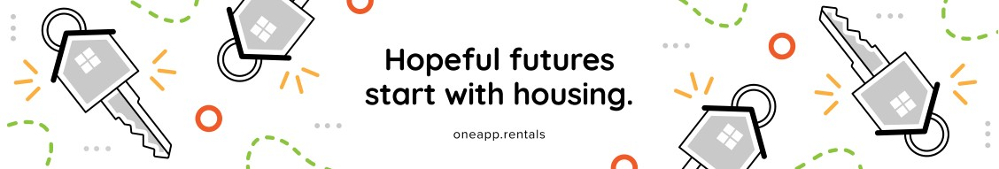 Hopeful futures
start with housing.
oneapp.rentals